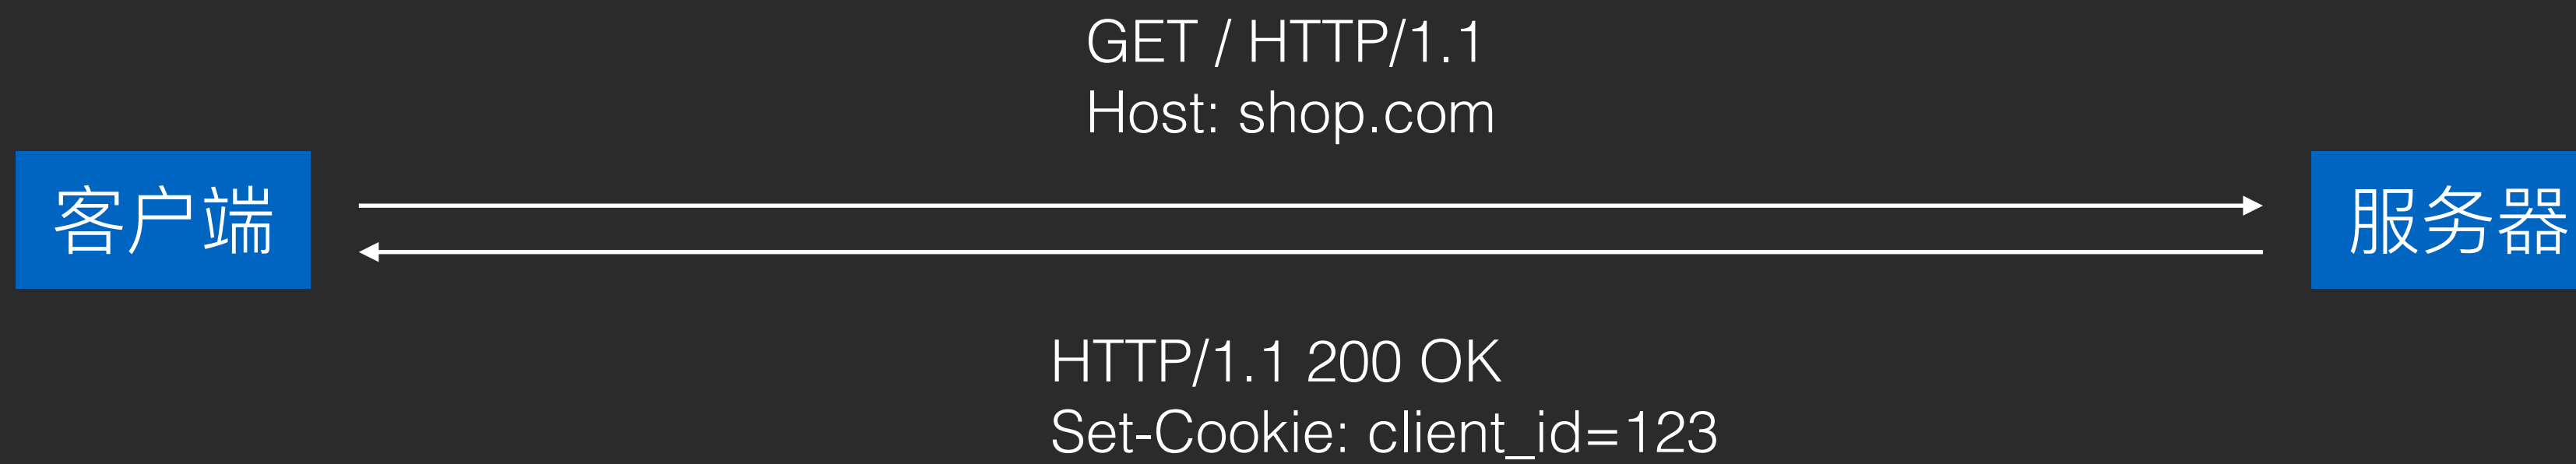 GET / HTTP/1.1
Host: shop.com
客户端
服务器
HTTP/1.1 200 OK
Set-Cookie: client_id=123